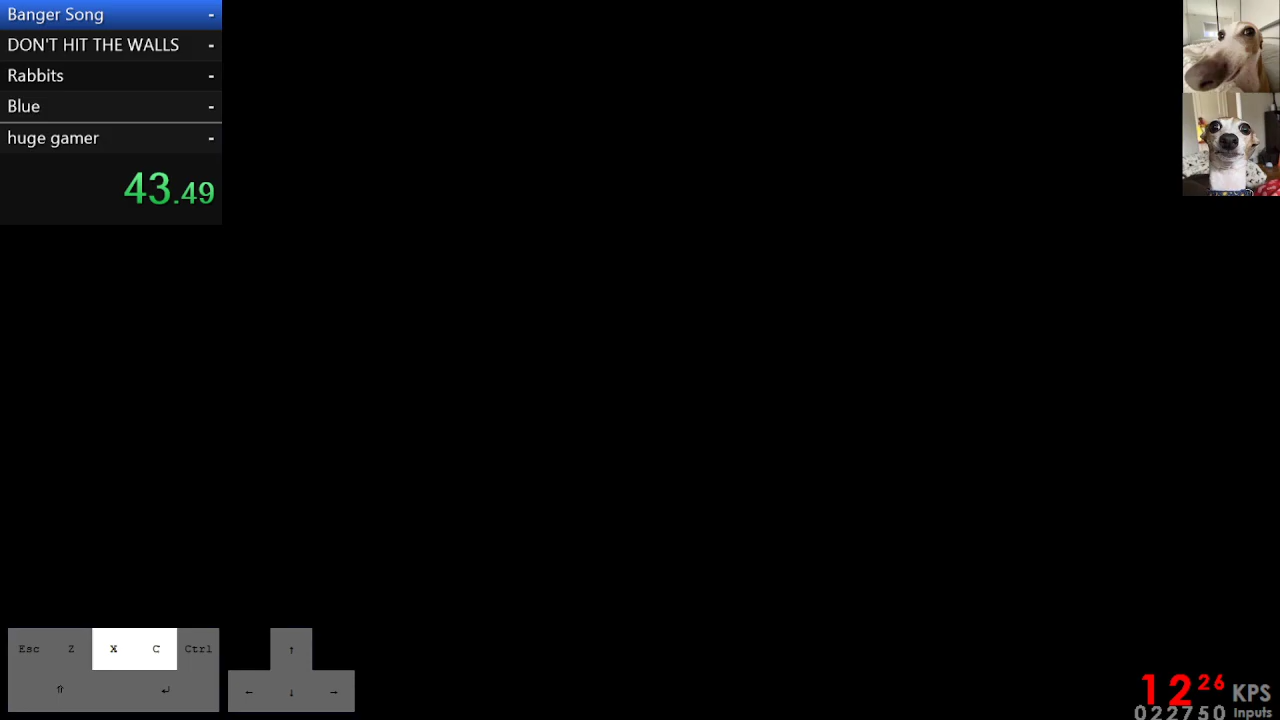 Banger Song -
DON'T HIT THE WALLS -
Rabbits -
Blue -
huge gamer -
43.49
Esc Z X C Ctrl ↑
⇧ ↵ ← ↓ →
12 26 KPS
022750 Inputs